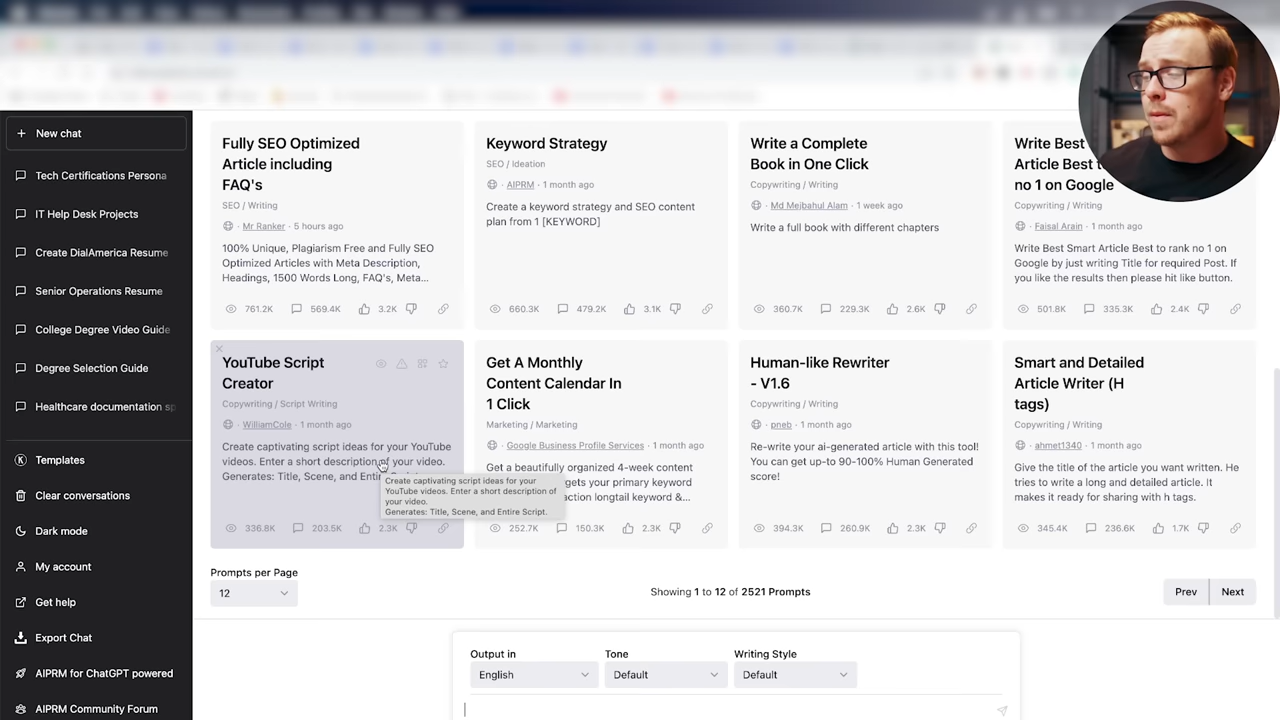 New chat
Tech Certifications Persona
IT Help Desk Projects
Create DialAmerica Resume
Senior Operations Resume
College Degree Video Guide
Degree Selection Guide
Healthcare documentation sp
Templates
Clear conversations
Dark mode
My account
Get help
Export Chat
AIPRM for ChatGPT powered
AIPRM Community Forum
Fully SEO Optimized
Article including
FAQ's
SEO / Writing
· Mr Ranker · 5 hours ago
100% Unique, Plagiarism Free and Fully SEO
Optimized Articles with Meta Description,
Headings, 1500 Words Long, FAQ's, Meta...
761.2K 569.4K 3.2K
Keyword Strategy
SEO / Ideation
· AIPRM · 1 month ago
Create a keyword strategy and SEO content
plan from 1 [KEYWORD]
660.3K 479.2K 3.1K
Write a Complete
Book in One Click
Copywriting / Writing
· Md Mejbahul Alam · 1 week ago
Write a full book with different chapters
360.7K 229.3K 2.6K
Write Best
Article Best
no 1 on Google
Copywriting / Writing
· Faisal Arain · 1 month ago
Write Best Smart Article Best to rank no 1 on
Google by just writing Title for required Post. If
you like the results then please hit like button.
501.8K 335.3K 2.4K
YouTube Script
Creator
Copywriting / Script Writing
· WilliamCole · 1 month ago
Create captivating script ideas for your YouTube
videos. Enter a short description of your video.
Generates: Title, Scene, and
336.8K 203.5K 2.3K
Create captivating script ideas for your
YouTube videos. Enter a short description of
your video.
Generates: Title, Scene, and Entire Script.
Get A Monthly
Content Calendar In
1 Click
Marketing / Marketing
· Google Business Profile Services · 1 month ago
Get a beautifully organized 4-week content
gets your primary keyword
action longtail keyword &...
252.7K 150.3K 2.3K
Human-like Rewriter
- V1.6
Copywriting / Writing
· pneb · 1 month ago
Re-write your ai-generated article with this tool!
You can get up-to 90-100% Human Generated
score!
394.3K 260.9K 2.3K
Smart and Detailed
Article Writer (H
tags)
Copywriting / Writing
· ahmet1340 · 1 month ago
Give the title of the article you want written. He
tries to write a long and detailed article. It
makes it ready for sharing with h tags.
345.4K 236.6K 1.7K
Prompts per Page
12
Showing 1 to 12 of 2521 Prompts
Prev Next
Output in Tone Writing Style
English Default Default